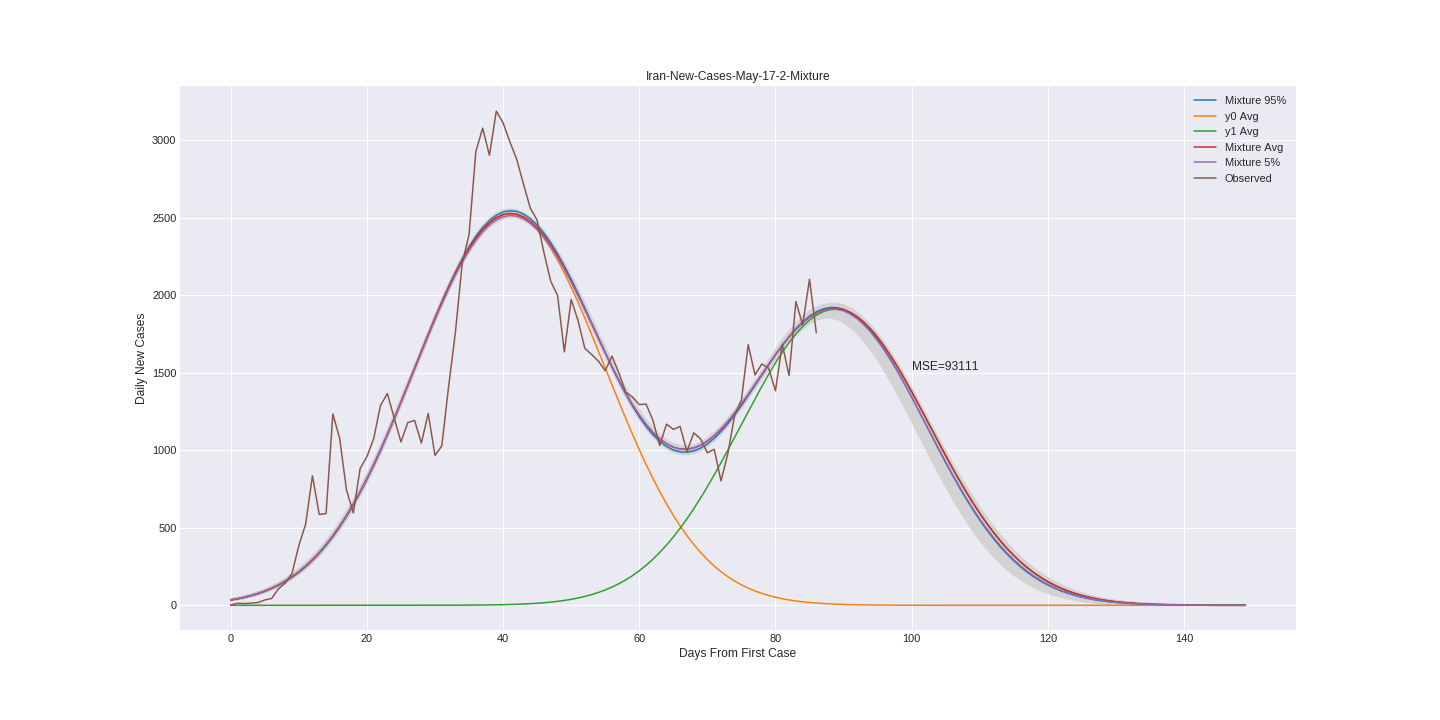 Iran-New-Cases-May-17-2-Mixture
Mixture 95%
y0 Avg
y1 Avg
Mixture Avg
Mixture 5%
Observed
3000
2500
2000
1500
1000
500
0
Daily New Cases
MSE=93111
0 20 40 60 80 100 120 140
Days From First Case